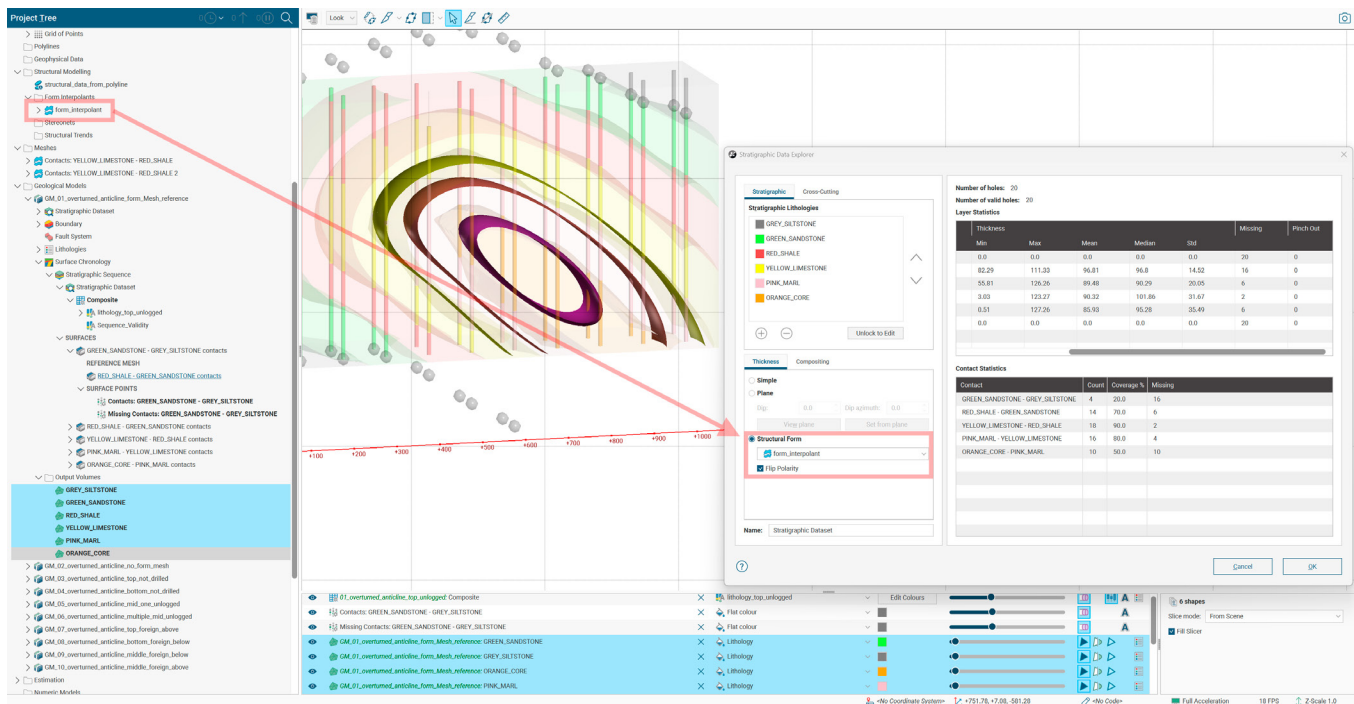 Project Tree
0
0
0
Look
Grid of Points
Polylines
Geophysical Data
Structural Modelling
structural_data_from_polyline
Form Interpolants
form_interpolant
Stereonets
Structural Trends
Meshes
Contacts: YELLOW_LIMESTONE - RED_SHALE
Contacts: YELLOW_LIMESTONE - RED_SHALE 2
Geological Models
GM_01_overturned_anticline_form_Mesh_reference
Stratigraphic Dataset
Boundary
Fault System
Lithologies
Surface Chronology
Stratigraphic Sequence
Stratigraphic Dataset
Composite
lithology_top_unlogged
Sequence_Validity
SURFACES
GREEN_SANDSTONE - GREY_SILTSTONE contacts
REFERENCE MESH
RED_SHALE - GREEN_SANDSTONE contacts
SURFACE POINTS
Contacts: GREEN_SANDSTONE - GREY_SILTSTONE
Missing Contacts: GREEN_SANDSTONE - GREY_SILTSTONE
RED_SHALE - GREEN_SANDSTONE contacts
YELLOW_LIMESTONE - RED_SHALE contacts
PINK_MARL - YELLOW_LIMESTONE contacts
ORANGE_CORE - PINK_MARL contacts
Output Volumes
GREY_SILTSTONE
GREEN_SANDSTONE
RED_SHALE
YELLOW_LIMESTONE
PINK_MARL
ORANGE_CORE
GM_02_overturned_anticline_no_form_mesh
GM_03_overturned_anticline_top_not_drilled
GM_04_overturned_anticline_bottom_not_drilled
GM_05_overturned_anticline_mid_one_unlogged
GM_06_overturned_anticline_multiple_mid_unlogged
GM_07_overturned_anticline_top_foreign_above
GM_08_overturned_anticline_bottom_foreign_below
GM_09_overturned_anticline_middle_foreign_below
GM_10_overturned_anticline_middle_foreign_above
Estimation
Numeric Models
+100 +200 +300 +400 +500 +600 +700 +800 +900 +1000
Stratigraphic Data Explorer
Stratigraphic Cross-Cutting
Stratigraphic Lithologies
GREY_SILTSTONE
GREEN_SANDSTONE
RED_SHALE
YELLOW_LIMESTONE
PINK_MARL
ORANGE_CORE
Unlock to Edit
Thickness Compositing
Simple
Plane
Dip: 0.0 Dip azimuth: 0.0
View plane Set from plane
Structural Form
form_interpolant
Flip Polarity
Name: Stratigraphic Dataset
Number of holes: 20
Number of valid holes: 20
Layer Statistics
Thickness Missing Pinch Out
Min Max Mean Median Std
0.0 0.0 0.0 0.0 0.0 20 0
82.29 111.33 96.81 96.8 14.52 16 0
55.81 126.26 89.48 90.29 20.05 6 0
3.03 123.27 90.32 101.86 31.67 2 0
0.51 127.26 85.93 95.28 35.49 6 0
0.0 0.0 0.0 0.0 0.0 20 0
Contact Statistics
Contact Count Coverage % Missing
GREEN_SANDSTONE - GREY_SILTSTONE 4 20.0 16
RED_SHALE - GREEN_SANDSTONE 14 70.0 6
YELLOW_LIMESTONE - RED_SHALE 18 90.0 2
PINK_MARL - YELLOW_LIMESTONE 16 80.0 4
ORANGE_CORE - PINK_MARL 10 50.0 10
Cancel OK
01_overturned_anticline_top_unlogged: Composite lithology_top_unlogged Edit Colours A
Contacts: GREEN_SANDSTONE - GREY_SILTSTONE Flat colour A
Missing Contacts: GREEN_SANDSTONE - GREY_SILTSTONE Flat colour A
GM_01_overturned_anticline_form_Mesh_reference: GREEN_SANDSTONE Lithology
GM_01_overturned_anticline_form_Mesh_reference: GREY_SILTSTONE Lithology
GM_01_overturned_anticline_form_Mesh_reference: ORANGE_CORE Lithology
GM_01_overturned_anticline_form_Mesh_reference: PINK_MARL Lithology
6 shapes
Slice mode: From Scene
Fill Slicer
<No Coordinate System> +751.78, +7.08, -581.28 <No Code> Full Acceleration 18 FPS Z-Scale 1.0